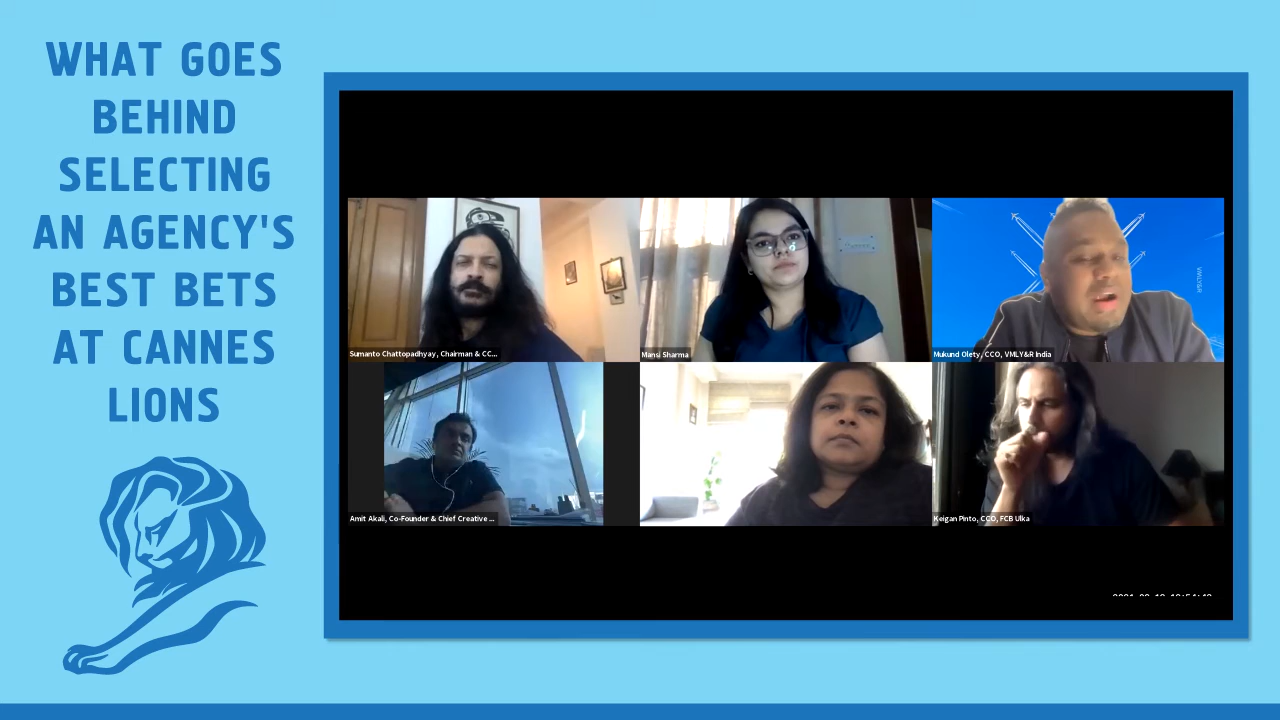 WHAT GOES
BEHIND
SELECTING
AN AGENCY'S
BEST BETS
AT CANNES
LIONS
Sumanto Chattopadhyay, Chairman & CC...
Mansi Sharma
Mukund Olety, CCO, VMLY&R India
VMLY&R
Amit Akali, Co-Founder & Chief Creative ...
Keigan Pinto, CCO, FCB Ulka